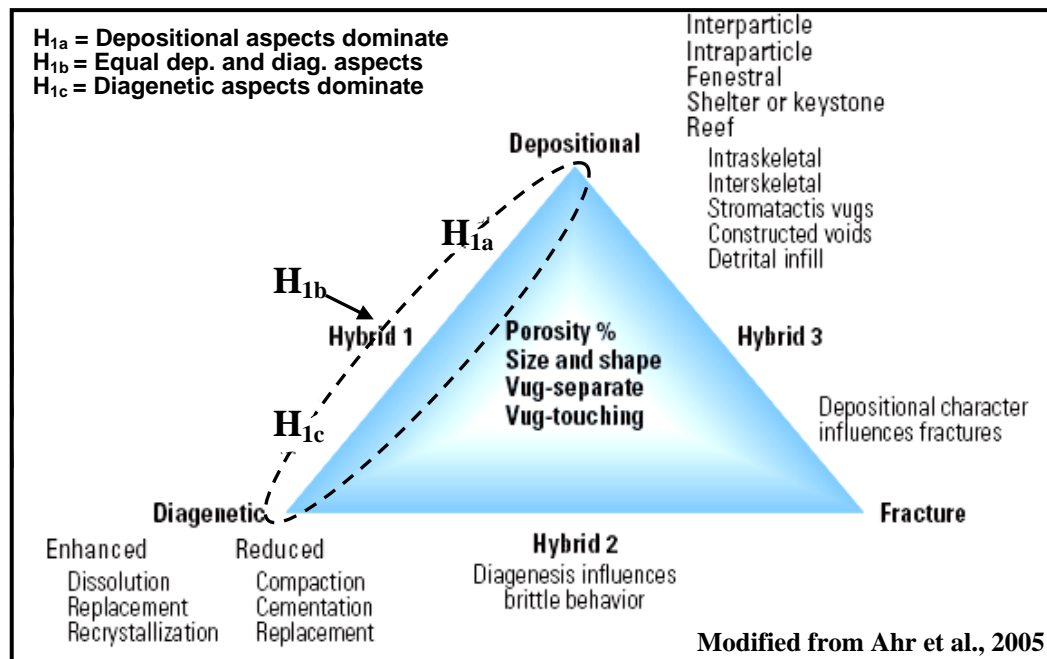 H1a = Depositional aspects dominate
H1b = Equal dep. and diag. aspects
H1c = Diagenetic aspects dominate
Interparticle
Intraparticle
Fenestral
Shelter or keystone
Reef
Intraskeletal
Interskeletal
Stromatactis vugs
Constructed voids
Detrital infill
Depositional
H1a
H1b
Hybrid 1
H1c
Porosity %
Size and shape
Vug-separate
Vug-touching
Hybrid 3
Depositional character
influences fractures
Diagenetic
Enhanced
Dissolution
Replacement
Recrystallization
Reduced
Compaction
Cementation
Replacement
Hybrid 2
Diagenesis influences
brittle behavior
Fracture
Modified from Ahr et al., 2005